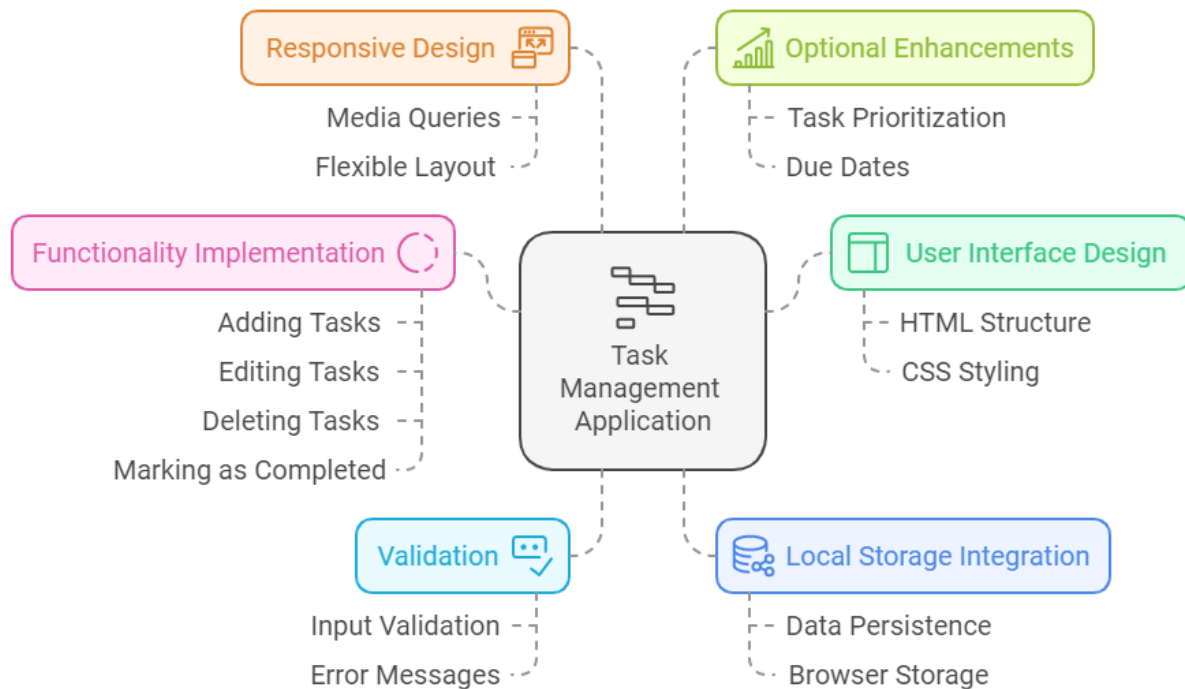 Responsive Design
Media Queries
Flexible Layout
Optional Enhancements
Task Prioritization
Due Dates
Functionality Implementation
Adding Tasks
Editing Tasks
Deleting Tasks
Marking as Completed
Task
Management
Application
User Interface Design
HTML Structure
CSS Styling
Validation
Input Validation
Error Messages
Local Storage Integration
Data Persistence
Browser Storage